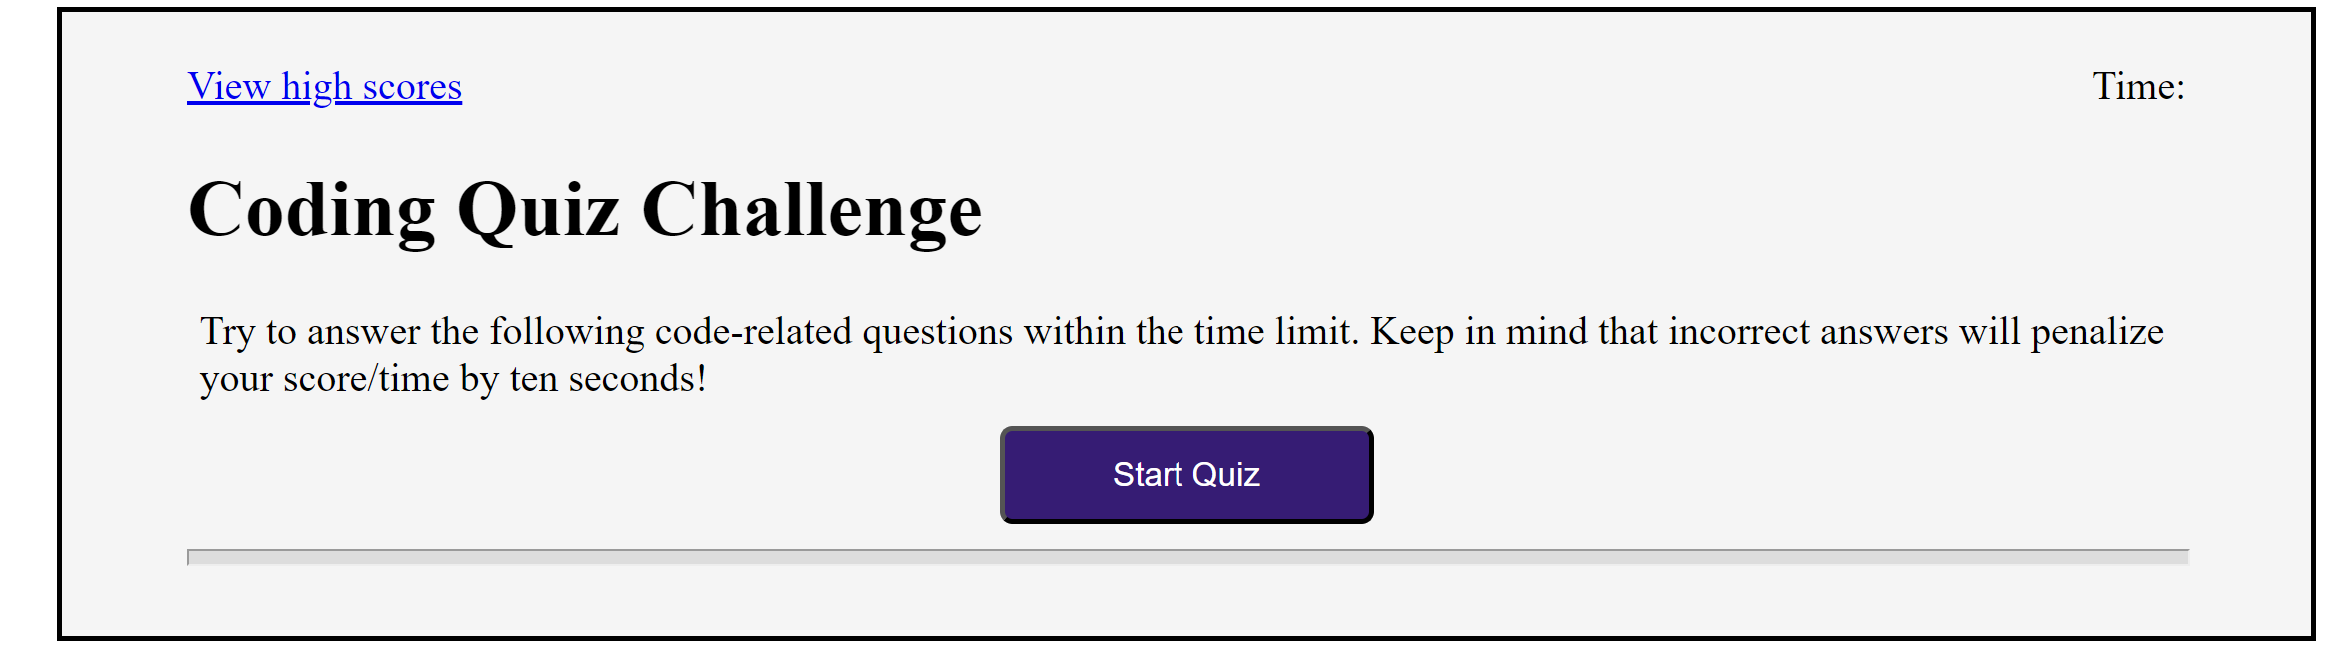 View high scores
Time:
Coding Quiz Challenge
Try to answer the following code-related questions within the time limit. Keep in mind that incorrect answers will penalize
your score/time by ten seconds!
Start Quiz